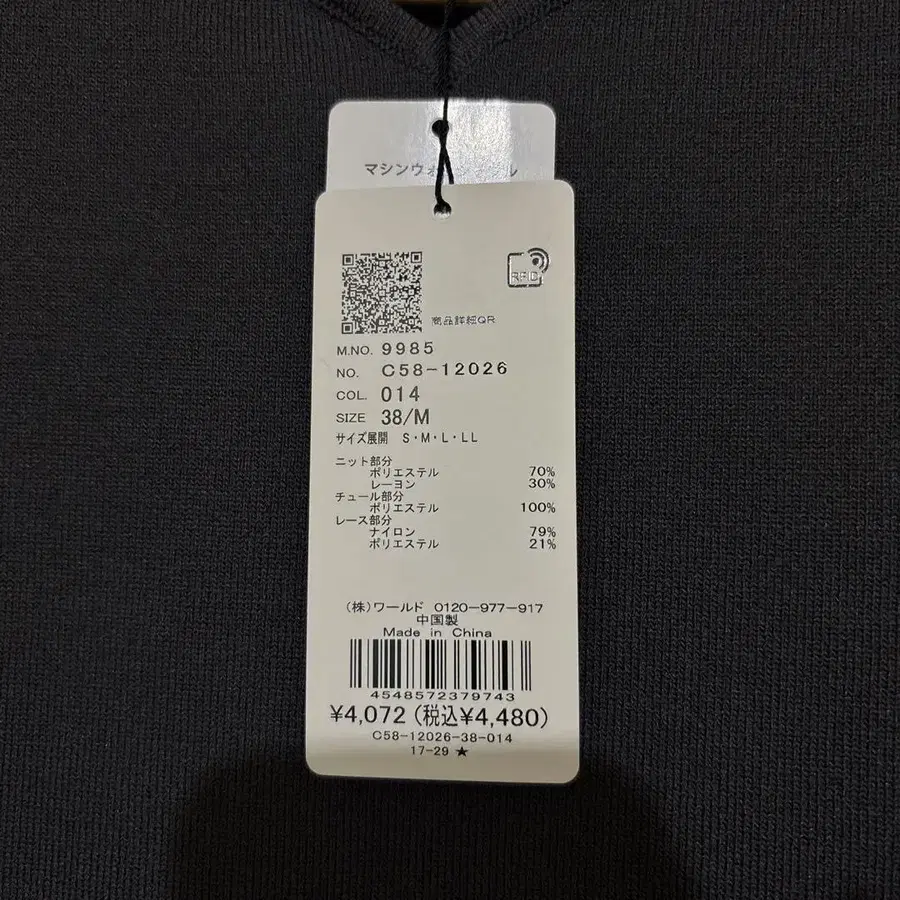 マシンウォ ル
RFID
商品詳細QR
M.NO. 9985
NO. C58-12026
COL. 014
SIZE 38/M
サイズ展開 S・M・L・LL
ニット部分
ポリエステル 70%
レーヨン 30%
チュール部分
ポリエステル 100%
レース部分
ナイロン 79%
ポリエステル 21%
(株)ワールド 0120-977-917
中国製
Made in China
4548572379743
¥4,072 (税込¥4,480)
C58-12026-38-014
17-29 ★